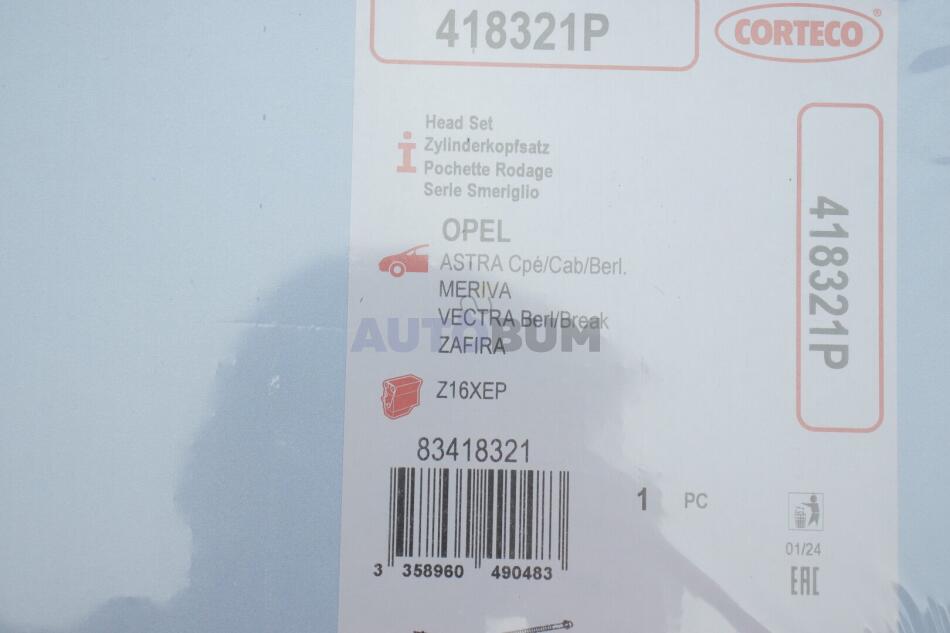 418321P
CORTECO®
i
Head Set
Zylinderkopfsatz
Pochette Rodage
Serie Smeriglio
418321P
OPEL
ASTRA Cpé/Cab/Berl.
MERIVA
VECTRA Berl/Break
AUTOBUM
ZAFIRA
Z16XEP
83418321
3 358960 490483
1 PC
01/24
EAC